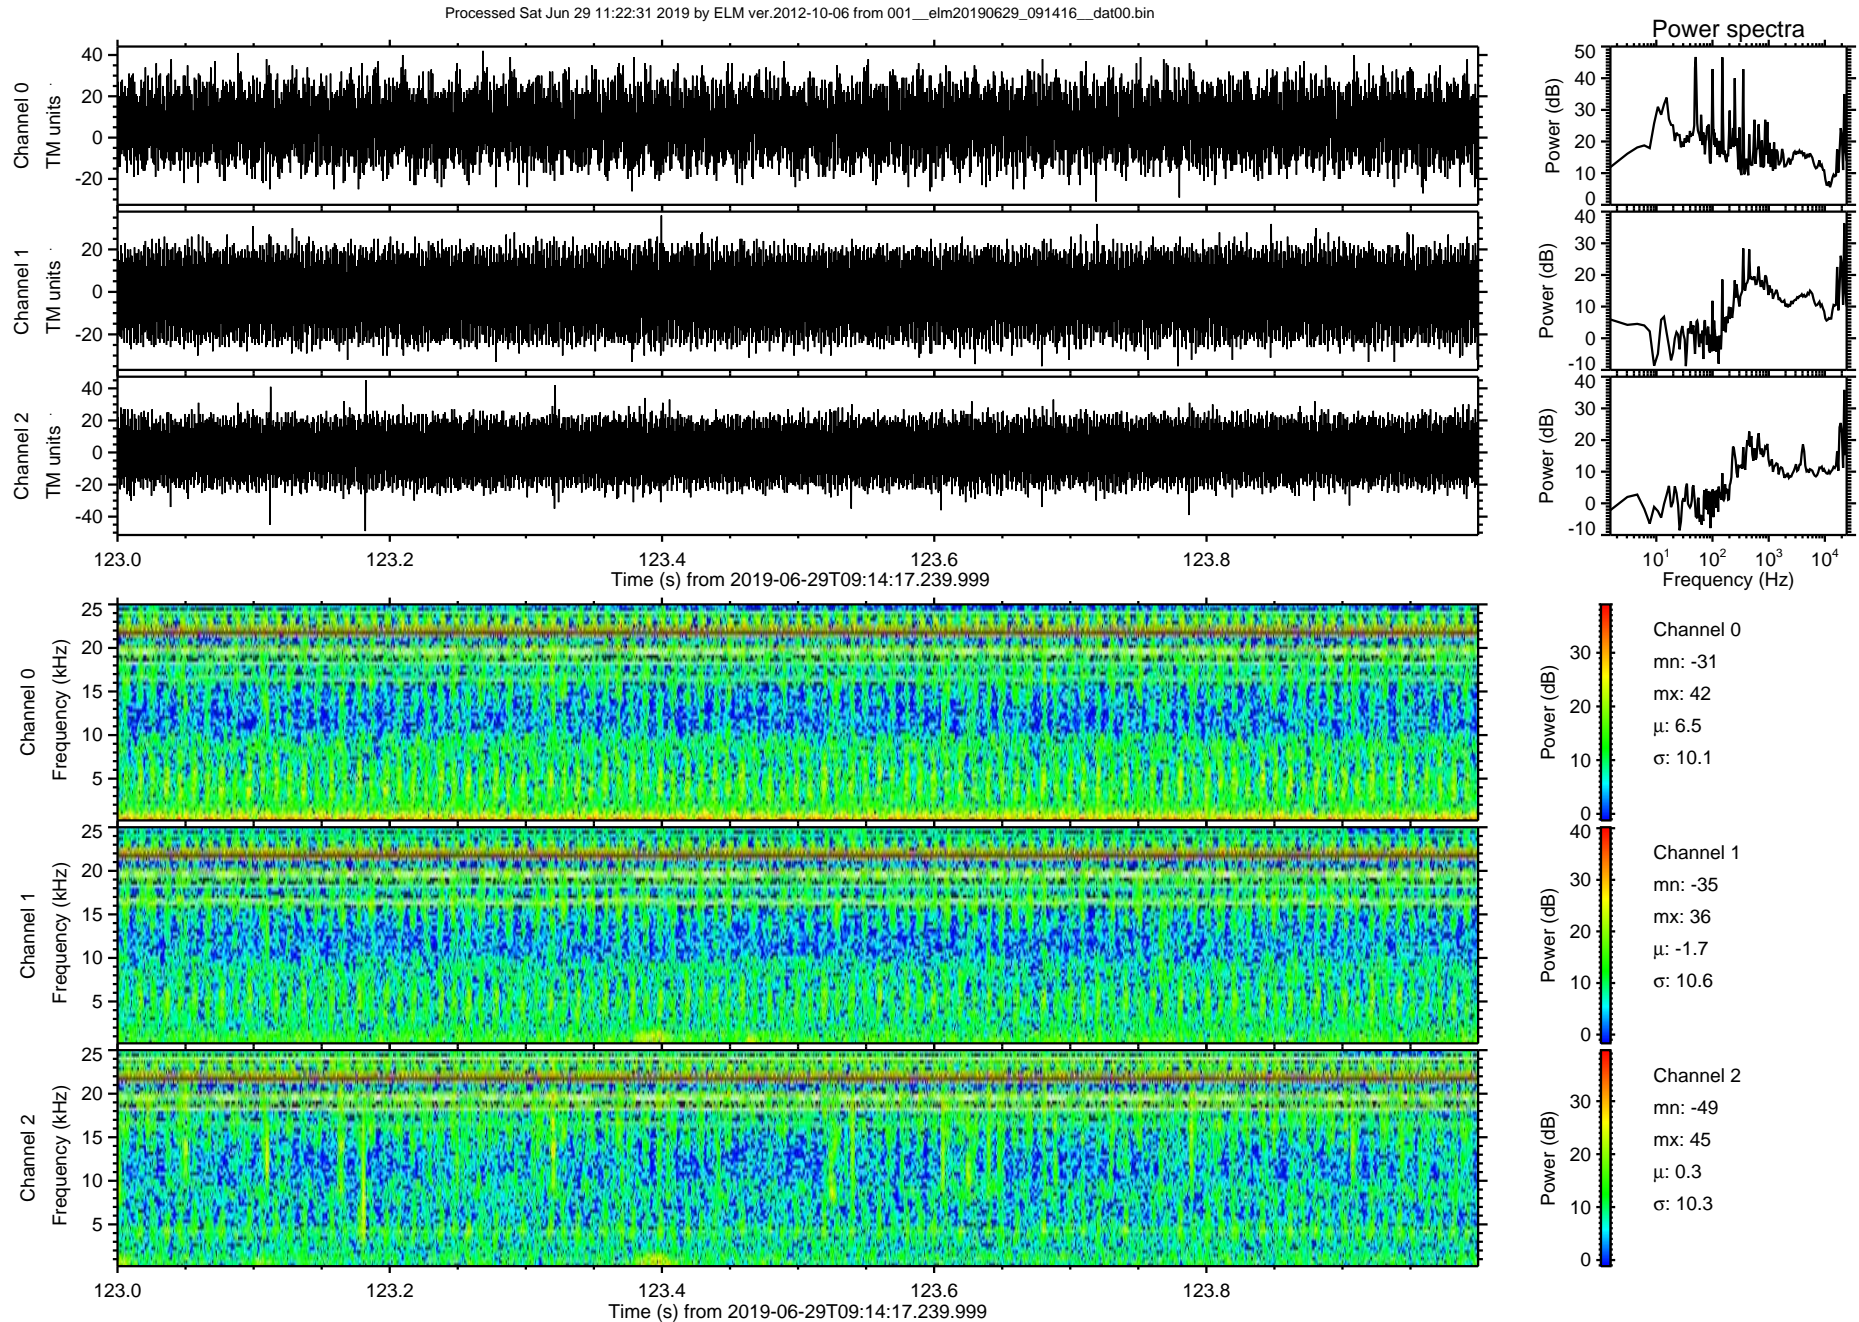 Processed Sat Jun 29 11:22:31 2019 by ELM ver.2012-10-06 from 001__elm20190629_091416__dat00.bin
Power spectra
Channel 0
TM units
40
20
0
-20
Power (dB)
50
40
30
20
10
0
Channel 1
TM units
20
0
-20
Power (dB)
40
30
20
10
0
-10
Channel 2
TM units
40
20
0
-20
-40
Power (dB)
40
30
20
10
0
-10
123.0 123.2 123.4 123.6 123.8
Time (s) from 2019-06-29T09:14:17.239.999
10¹ 10² 10³ 10⁴
Frequency (Hz)
Channel 0
Frequency (kHz)
25
20
15
10
5
Power (dB)
30
20
10
0
Channel 0
mn: -31
mx: 42
μ: 6.5
σ: 10.1
Channel 1
Frequency (kHz)
25
20
15
10
5
Power (dB)
40
30
20
10
0
Channel 1
mn: -35
mx: 36
μ: -1.7
σ: 10.6
Channel 2
Frequency (kHz)
25
20
15
10
5
Power (dB)
30
20
10
0
Channel 2
mn: -49
mx: 45
μ: 0.3
σ: 10.3
123.0 123.2 123.4 123.6 123.8
Time (s) from 2019-06-29T09:14:17.239.999